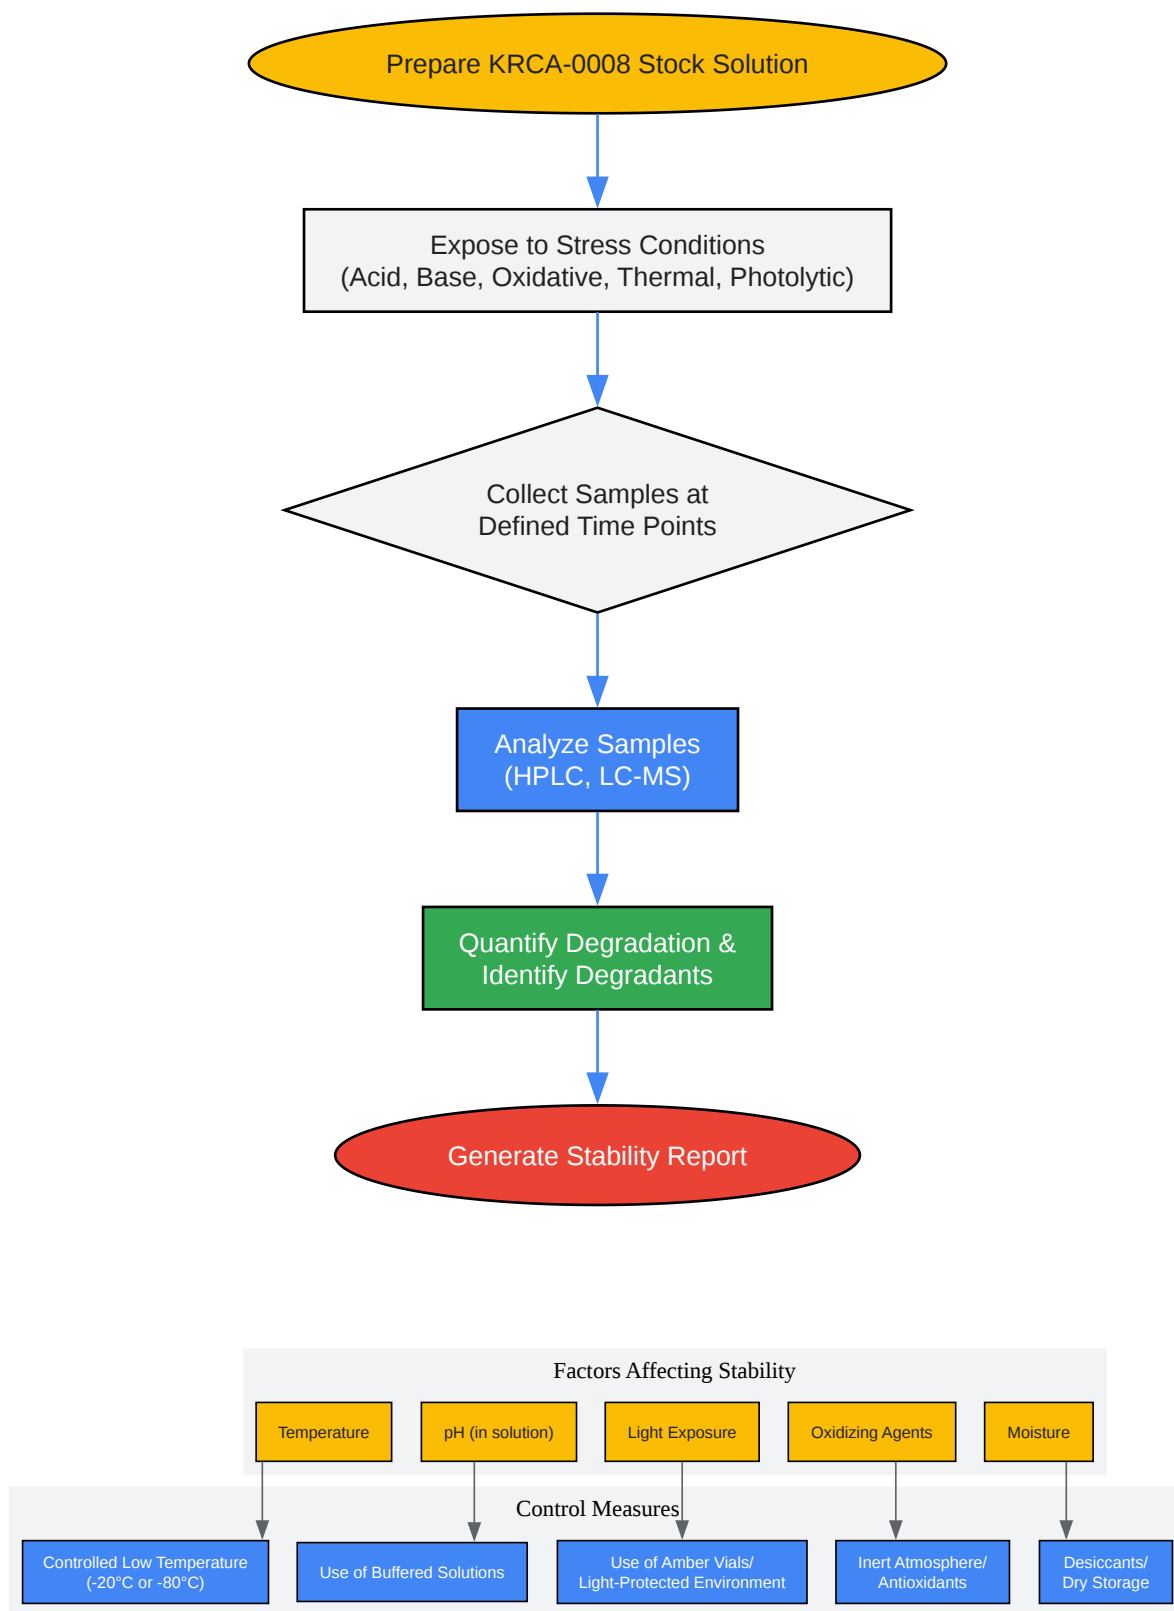 Prepare KRCA-0008 Stock Solution
Expose to Stress Conditions
(Acid, Base, Oxidative, Thermal, Photolytic)
Collect Samples at
Defined Time Points
Analyze Samples
(HPLC, LC-MS)
Quantify Degradation &
Identify Degradants
Generate Stability Report
Factors Affecting Stability
Temperature
pH (in solution)
Light Exposure
Oxidizing Agents
Moisture
Control Measures
Controlled Low Temperature
(-20°C or -80°C)
Use of Buffered Solutions
Use of Amber Vials/
Light-Protected Environment
Inert Atmosphere/
Antioxidants
Desiccants/
Dry Storage